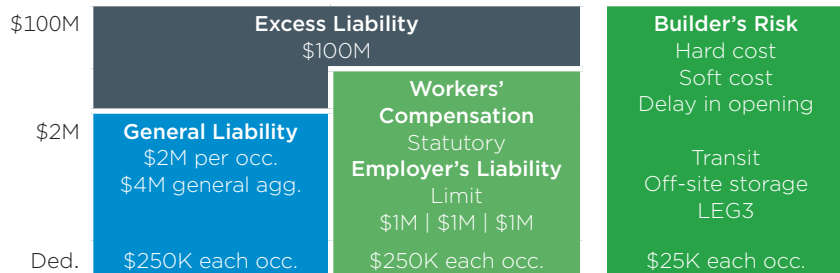 $100M
Excess Liability
$100M
$2M
General Liability
$2M per occ.
$4M general agg.
Workers’
Compensation
Statutory
Employer’s Liability
Limit
$1M | $1M | $1M
Ded.
$250K each occ.
$250K each occ.
Builder’s Risk
Hard cost
Soft cost
Delay in opening
Transit
Off-site storage
LEG3
$25K each occ.